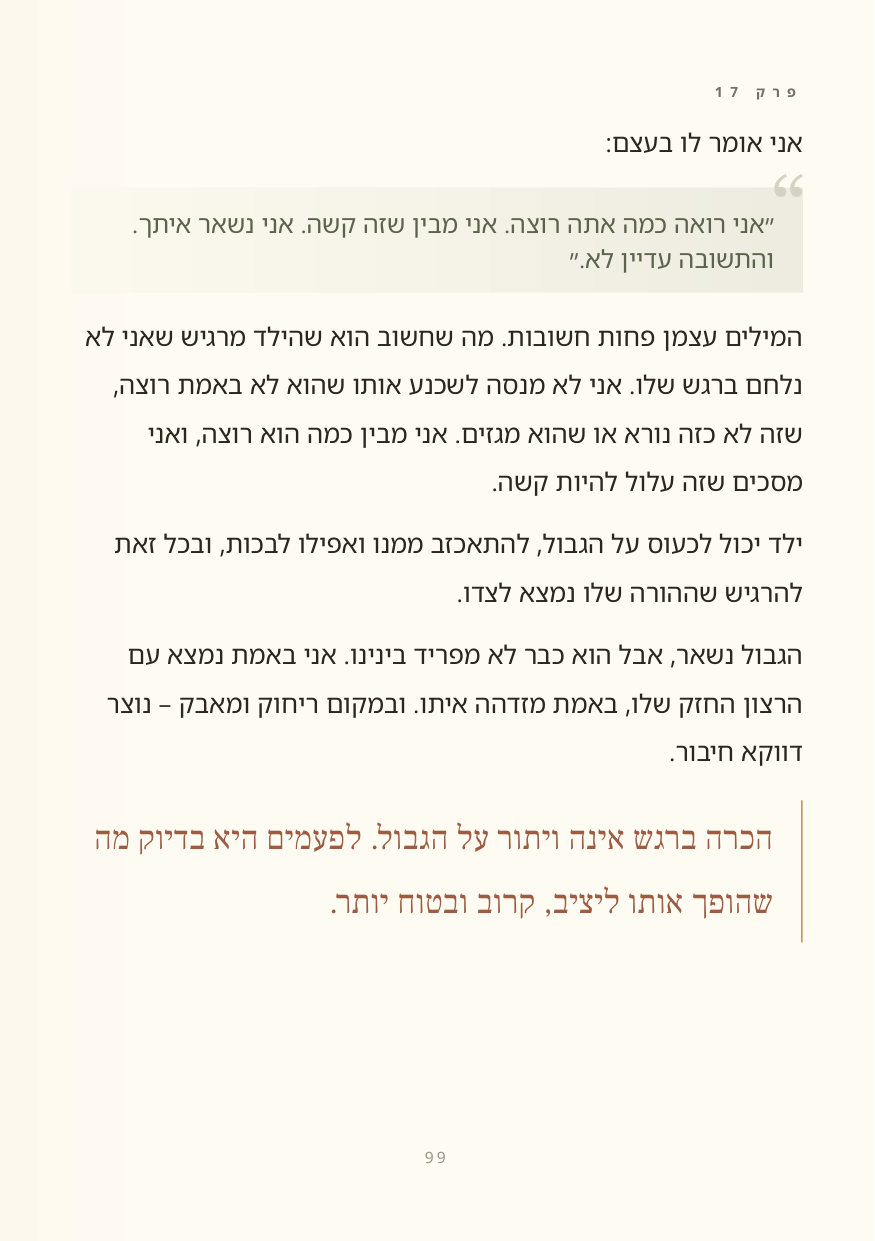 פרק 17
אני אומר לו בעצם:
“
״אני רואה כמה אתה רוצה. אני מבין שזה קשה. אני נשאר איתך.
והתשובה עדיין לא.״
המילים עצמן פחות חשובות. מה שחשוב הוא שהילד מרגיש שאני לא
נלחם ברגש שלו. אני לא מנסה לשכנע אותו שהוא לא באמת רוצה,
שזה לא כזה נורא או שהוא מגזים. אני מבין כמה הוא רוצה, ואני
מסכים שזה עלול להיות קשה.
ילד יכול לכעוס על הגבול, להתאכזב ממנו ואפילו לבכות, ובכל זאת
להרגיש שההורה שלו נמצא לצדו.
הגבול נשאר, אבל הוא כבר לא מפריד בינינו. אני באמת נמצא עם
הרצון החזק שלו, באמת מזדהה איתו. ובמקום ריחוק ומאבק – נוצר
דווקא חיבור.
הכרה ברגש אינה ויתור על הגבול. לפעמים היא בדיוק מה
שהופך אותו ליציב, קרוב ובטוח יותר.
99